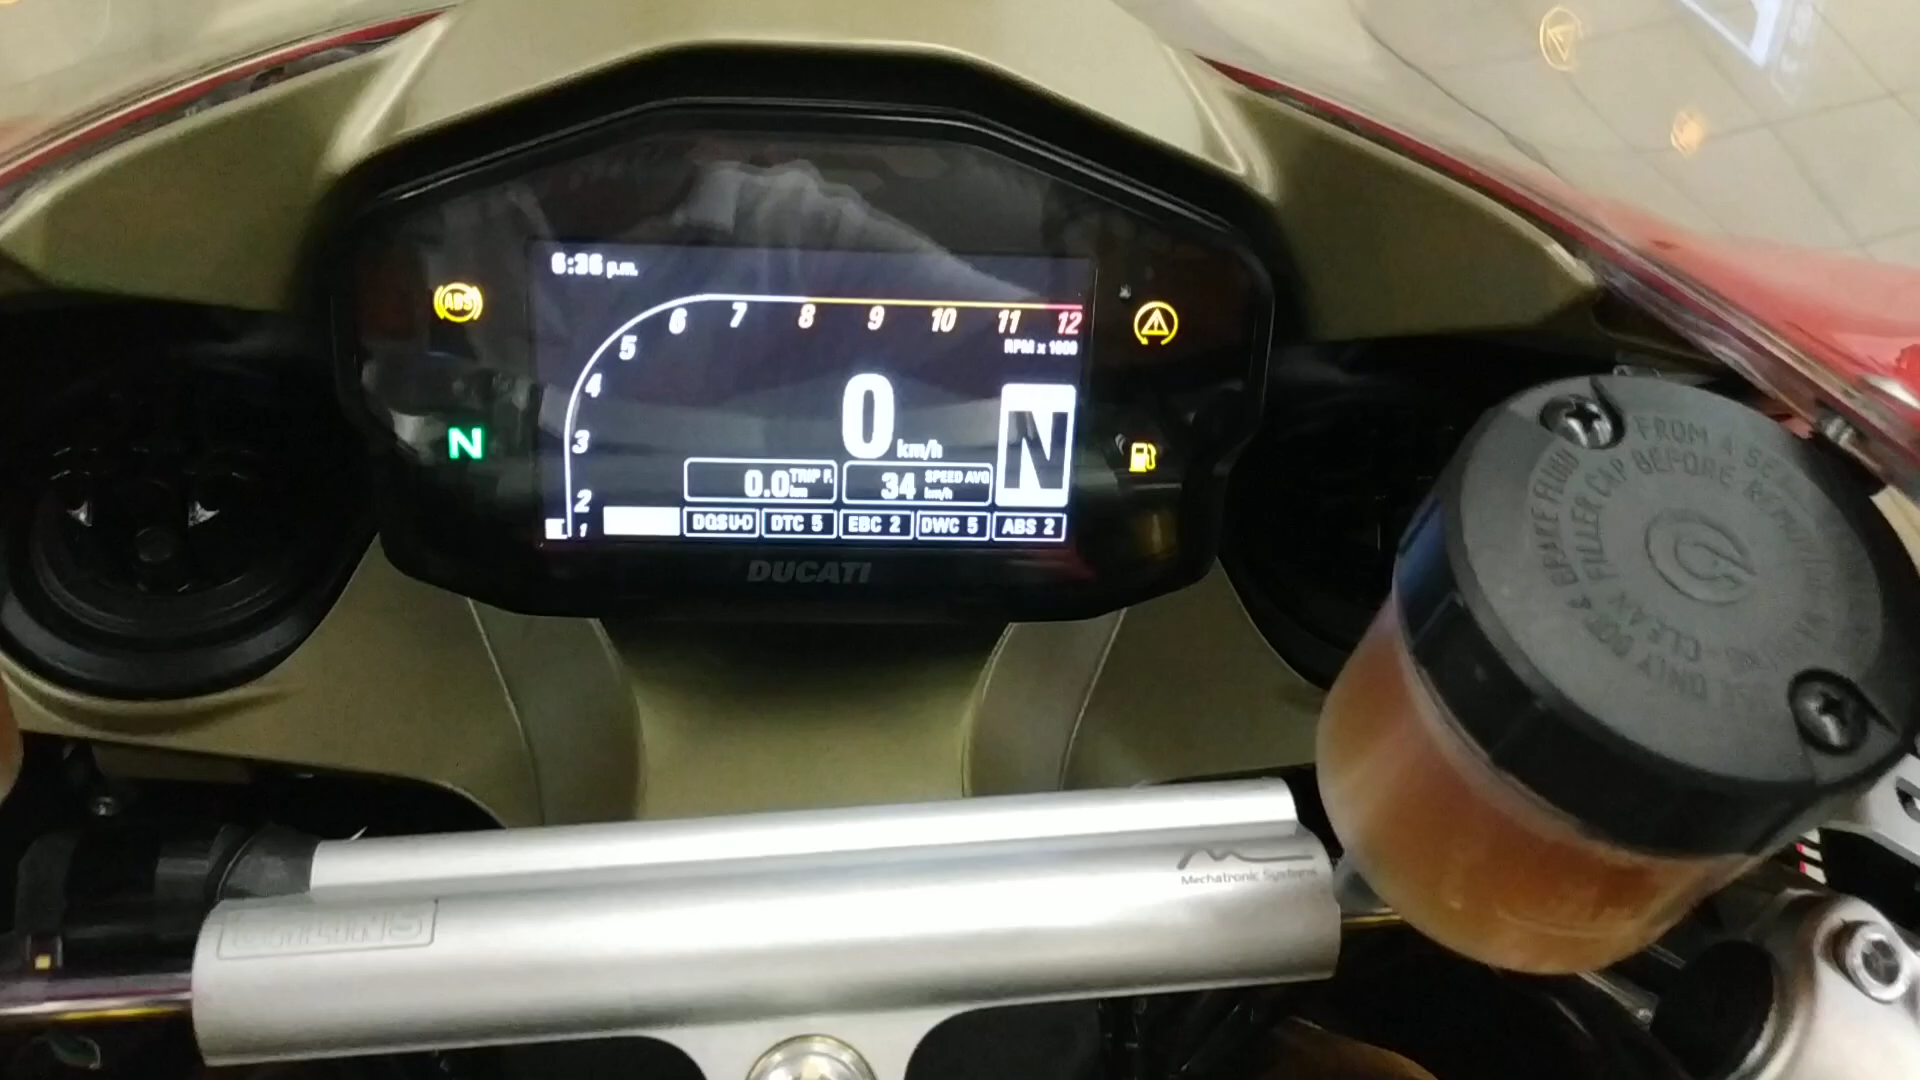 6:36 p.m.
ABS
1 2 3 4 5 6 7 8 9 10 11 12
RPM x 1000
N
0 km/h
N
0.0 TRIP F. km
34 SPEED AVG km/h
DQSU-D
DTC 5
EBC 2
DWC 5
ABS 2
DUCATI
FROM A SEALED
CLEAN FILLER CAP BEFORE REMOVING
USE ONLY DOT 4 BRAKE FLUID
ÖHLINS
Mechatronic Systems